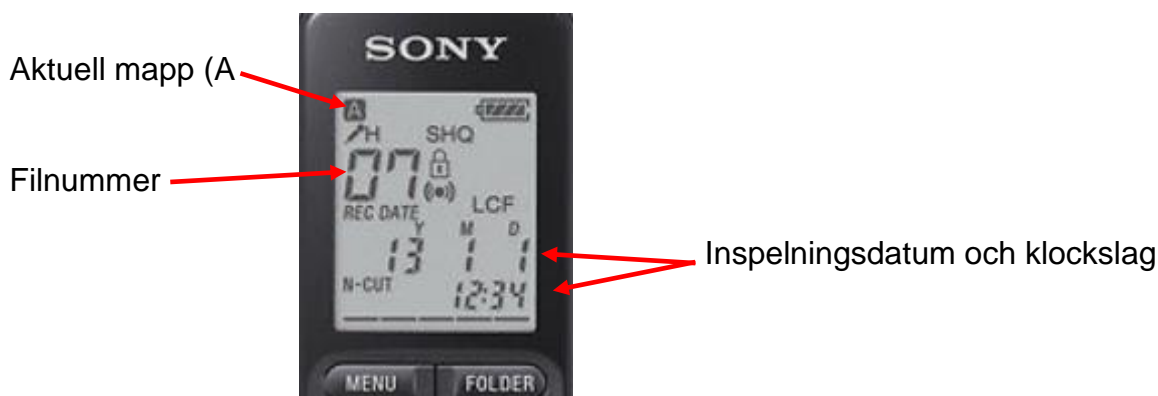 SONY
Aktuell mapp (A
A
H SHQ
07
Filnummer
REC DATE
LCF
Y M D
13 1 1
Inspelningsdatum och klockslag
N-CUT 12:34
MENU FOLDER